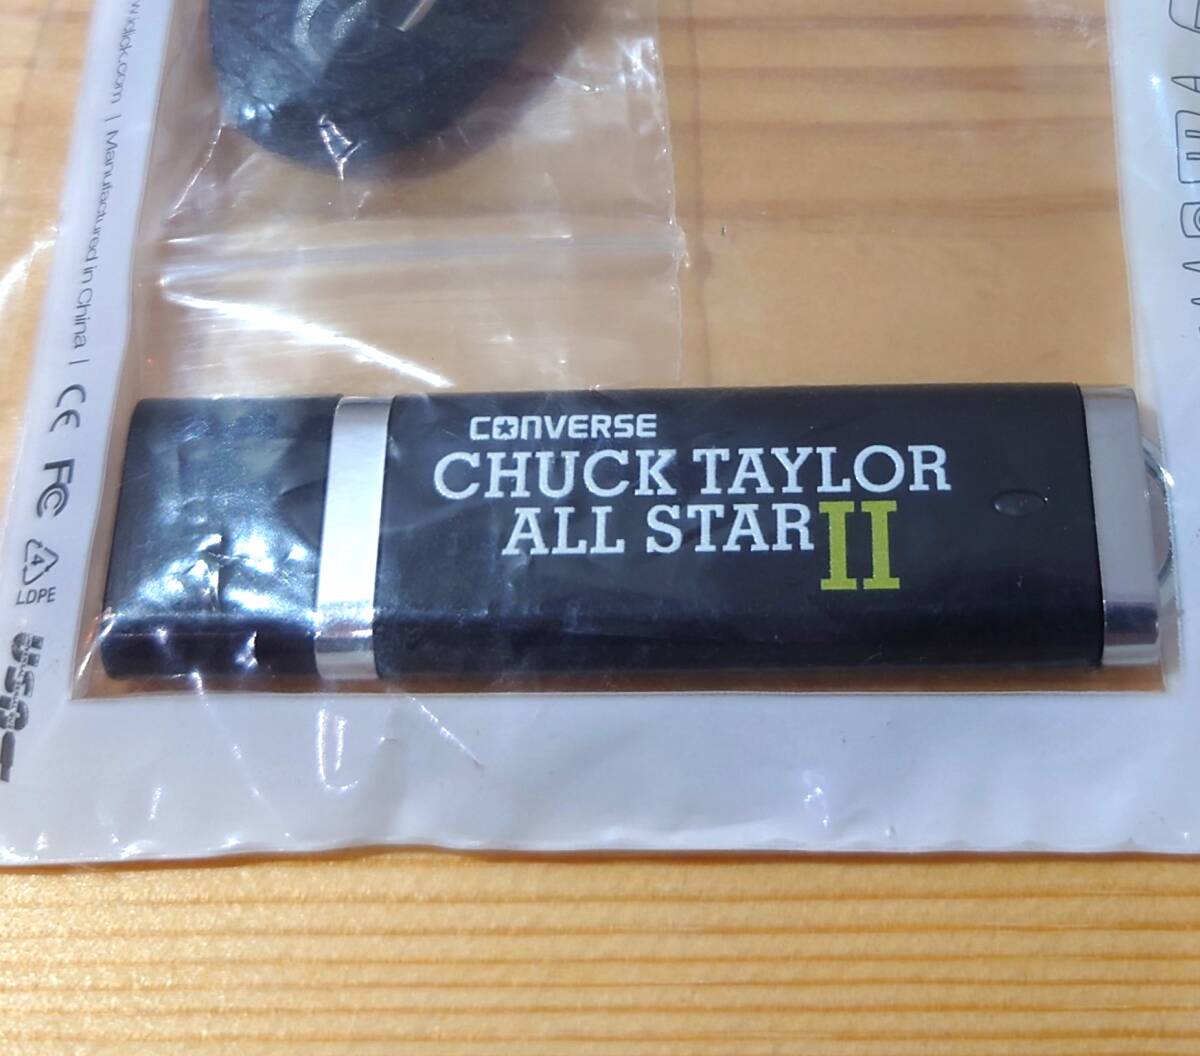 CONVERSE
CHUCK TAYLOR
ALL STAR II
| Manufactured in China | CE FC
4
LDPE